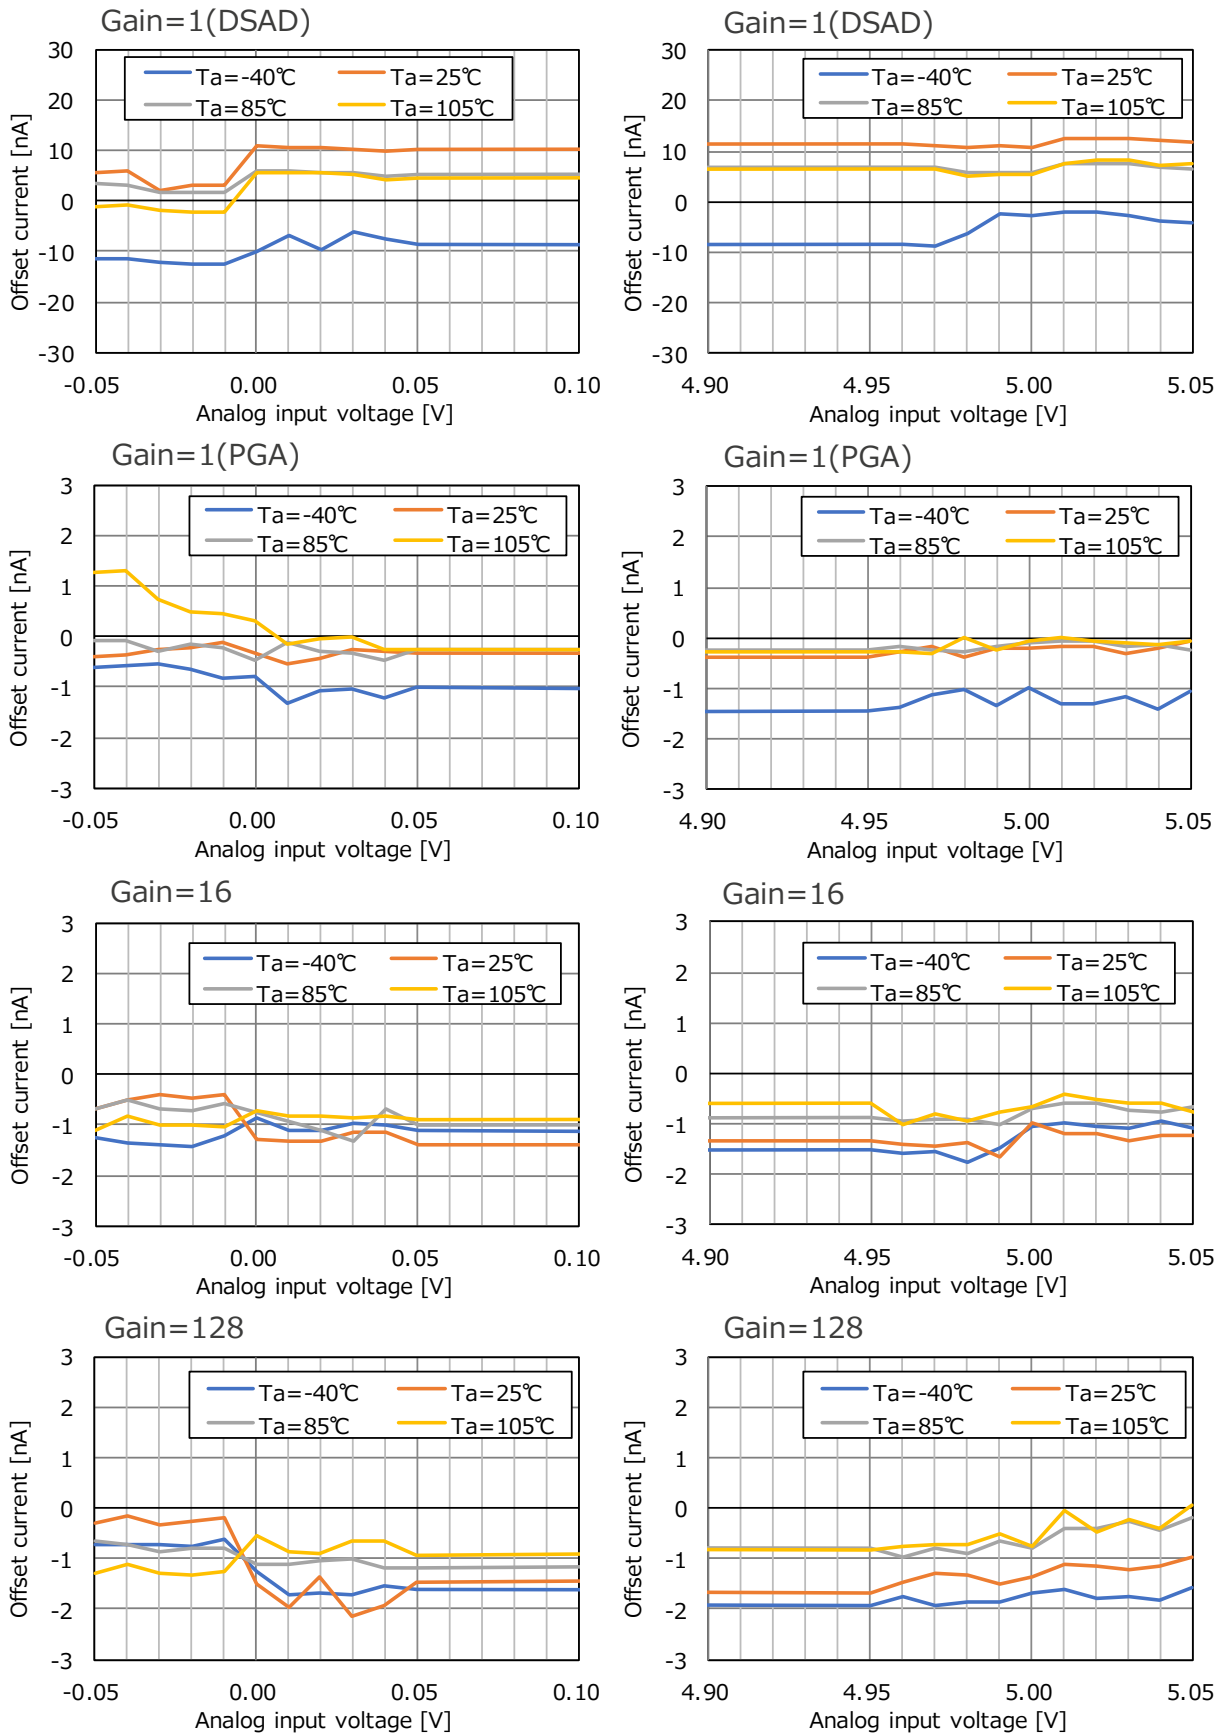 Gain=1(DSAD)
30
20
10
0
-10
-20
-30
Offset current [nA]
Ta=-40℃
Ta=25℃
Ta=85℃
Ta=105℃
-0.05
0.00
0.05
0.10
Analog input voltage [V]
Gain=1(DSAD)
30
20
10
0
-10
-20
-30
Offset current [nA]
Ta=-40℃
Ta=25℃
Ta=85℃
Ta=105℃
4.90
4.95
5.00
5.05
Analog input voltage [V]
Gain=1(PGA)
3
2
1
0
-1
-2
-3
Offset current [nA]
Ta=-40℃
Ta=25℃
Ta=85℃
Ta=105℃
-0.05
0.00
0.05
0.10
Analog input voltage [V]
Gain=1(PGA)
3
2
1
0
-1
-2
-3
Offset current [nA]
Ta=-40℃
Ta=25℃
Ta=85℃
Ta=105℃
4.90
4.95
5.00
5.05
Analog input voltage [V]
Gain=16
3
2
1
0
-1
-2
-3
Offset current [nA]
Ta=-40℃
Ta=25℃
Ta=85℃
Ta=105℃
-0.05
0.00
0.05
0.10
Analog input voltage [V]
Gain=16
3
2
1
0
-1
-2
-3
Offset current [nA]
Ta=-40℃
Ta=25℃
Ta=85℃
Ta=105℃
4.90
4.95
5.00
5.05
Analog input voltage [V]
Gain=128
3
2
1
0
-1
-2
-3
Offset current [nA]
Ta=-40℃
Ta=25℃
Ta=85℃
Ta=105℃
-0.05
0.00
0.05
0.10
Analog input voltage [V]
Gain=128
3
2
1
0
-1
-2
-3
Offset current [nA]
Ta=-40℃
Ta=25℃
Ta=85℃
Ta=105℃
4.90
4.95
5.00
5.05
Analog input voltage [V]